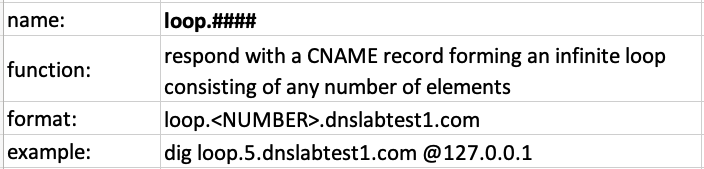 name: loop.####
function: respond with a CNAME record forming an infinite loop
consisting of any number of elements
format: loop.<NUMBER>.dnslabtest1.com
example: dig loop.5.dnslabtest1.com @127.0.0.1